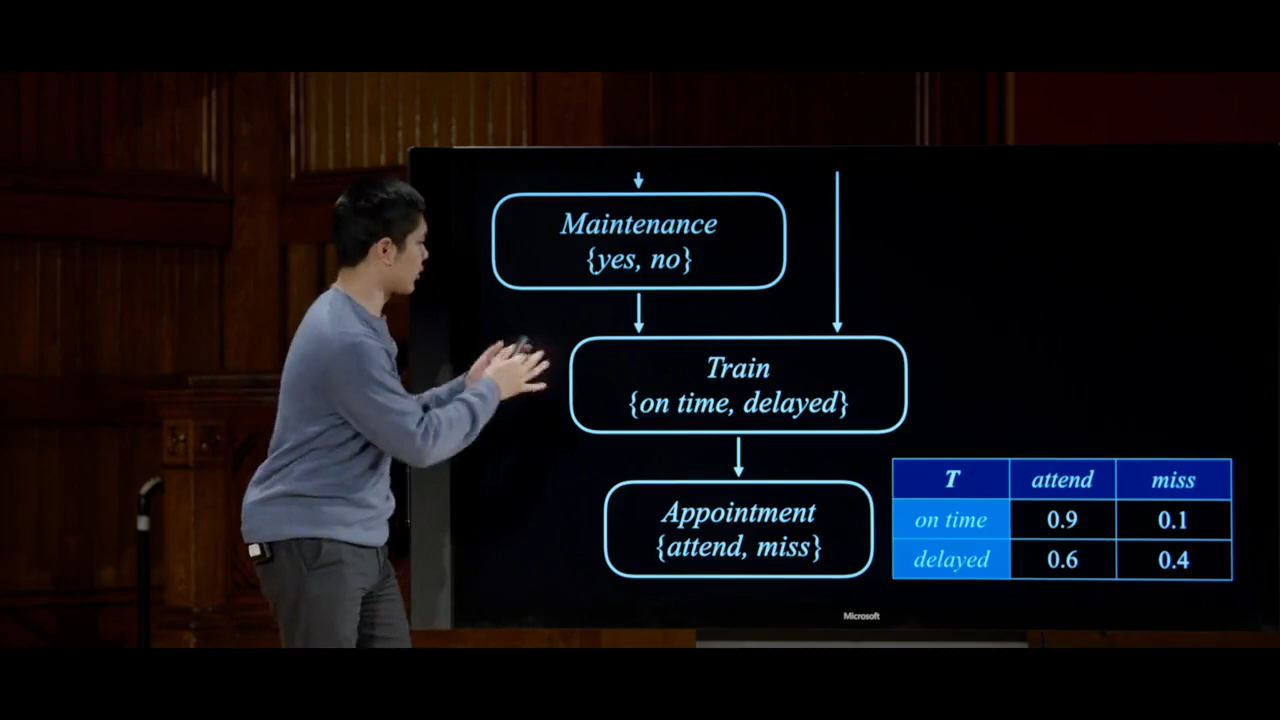 Maintenance
{yes, no}
Train
{on time, delayed}
Appointment
{attend, miss}
T attend miss
on time 0.9 0.1
delayed 0.6 0.4
Microsoft